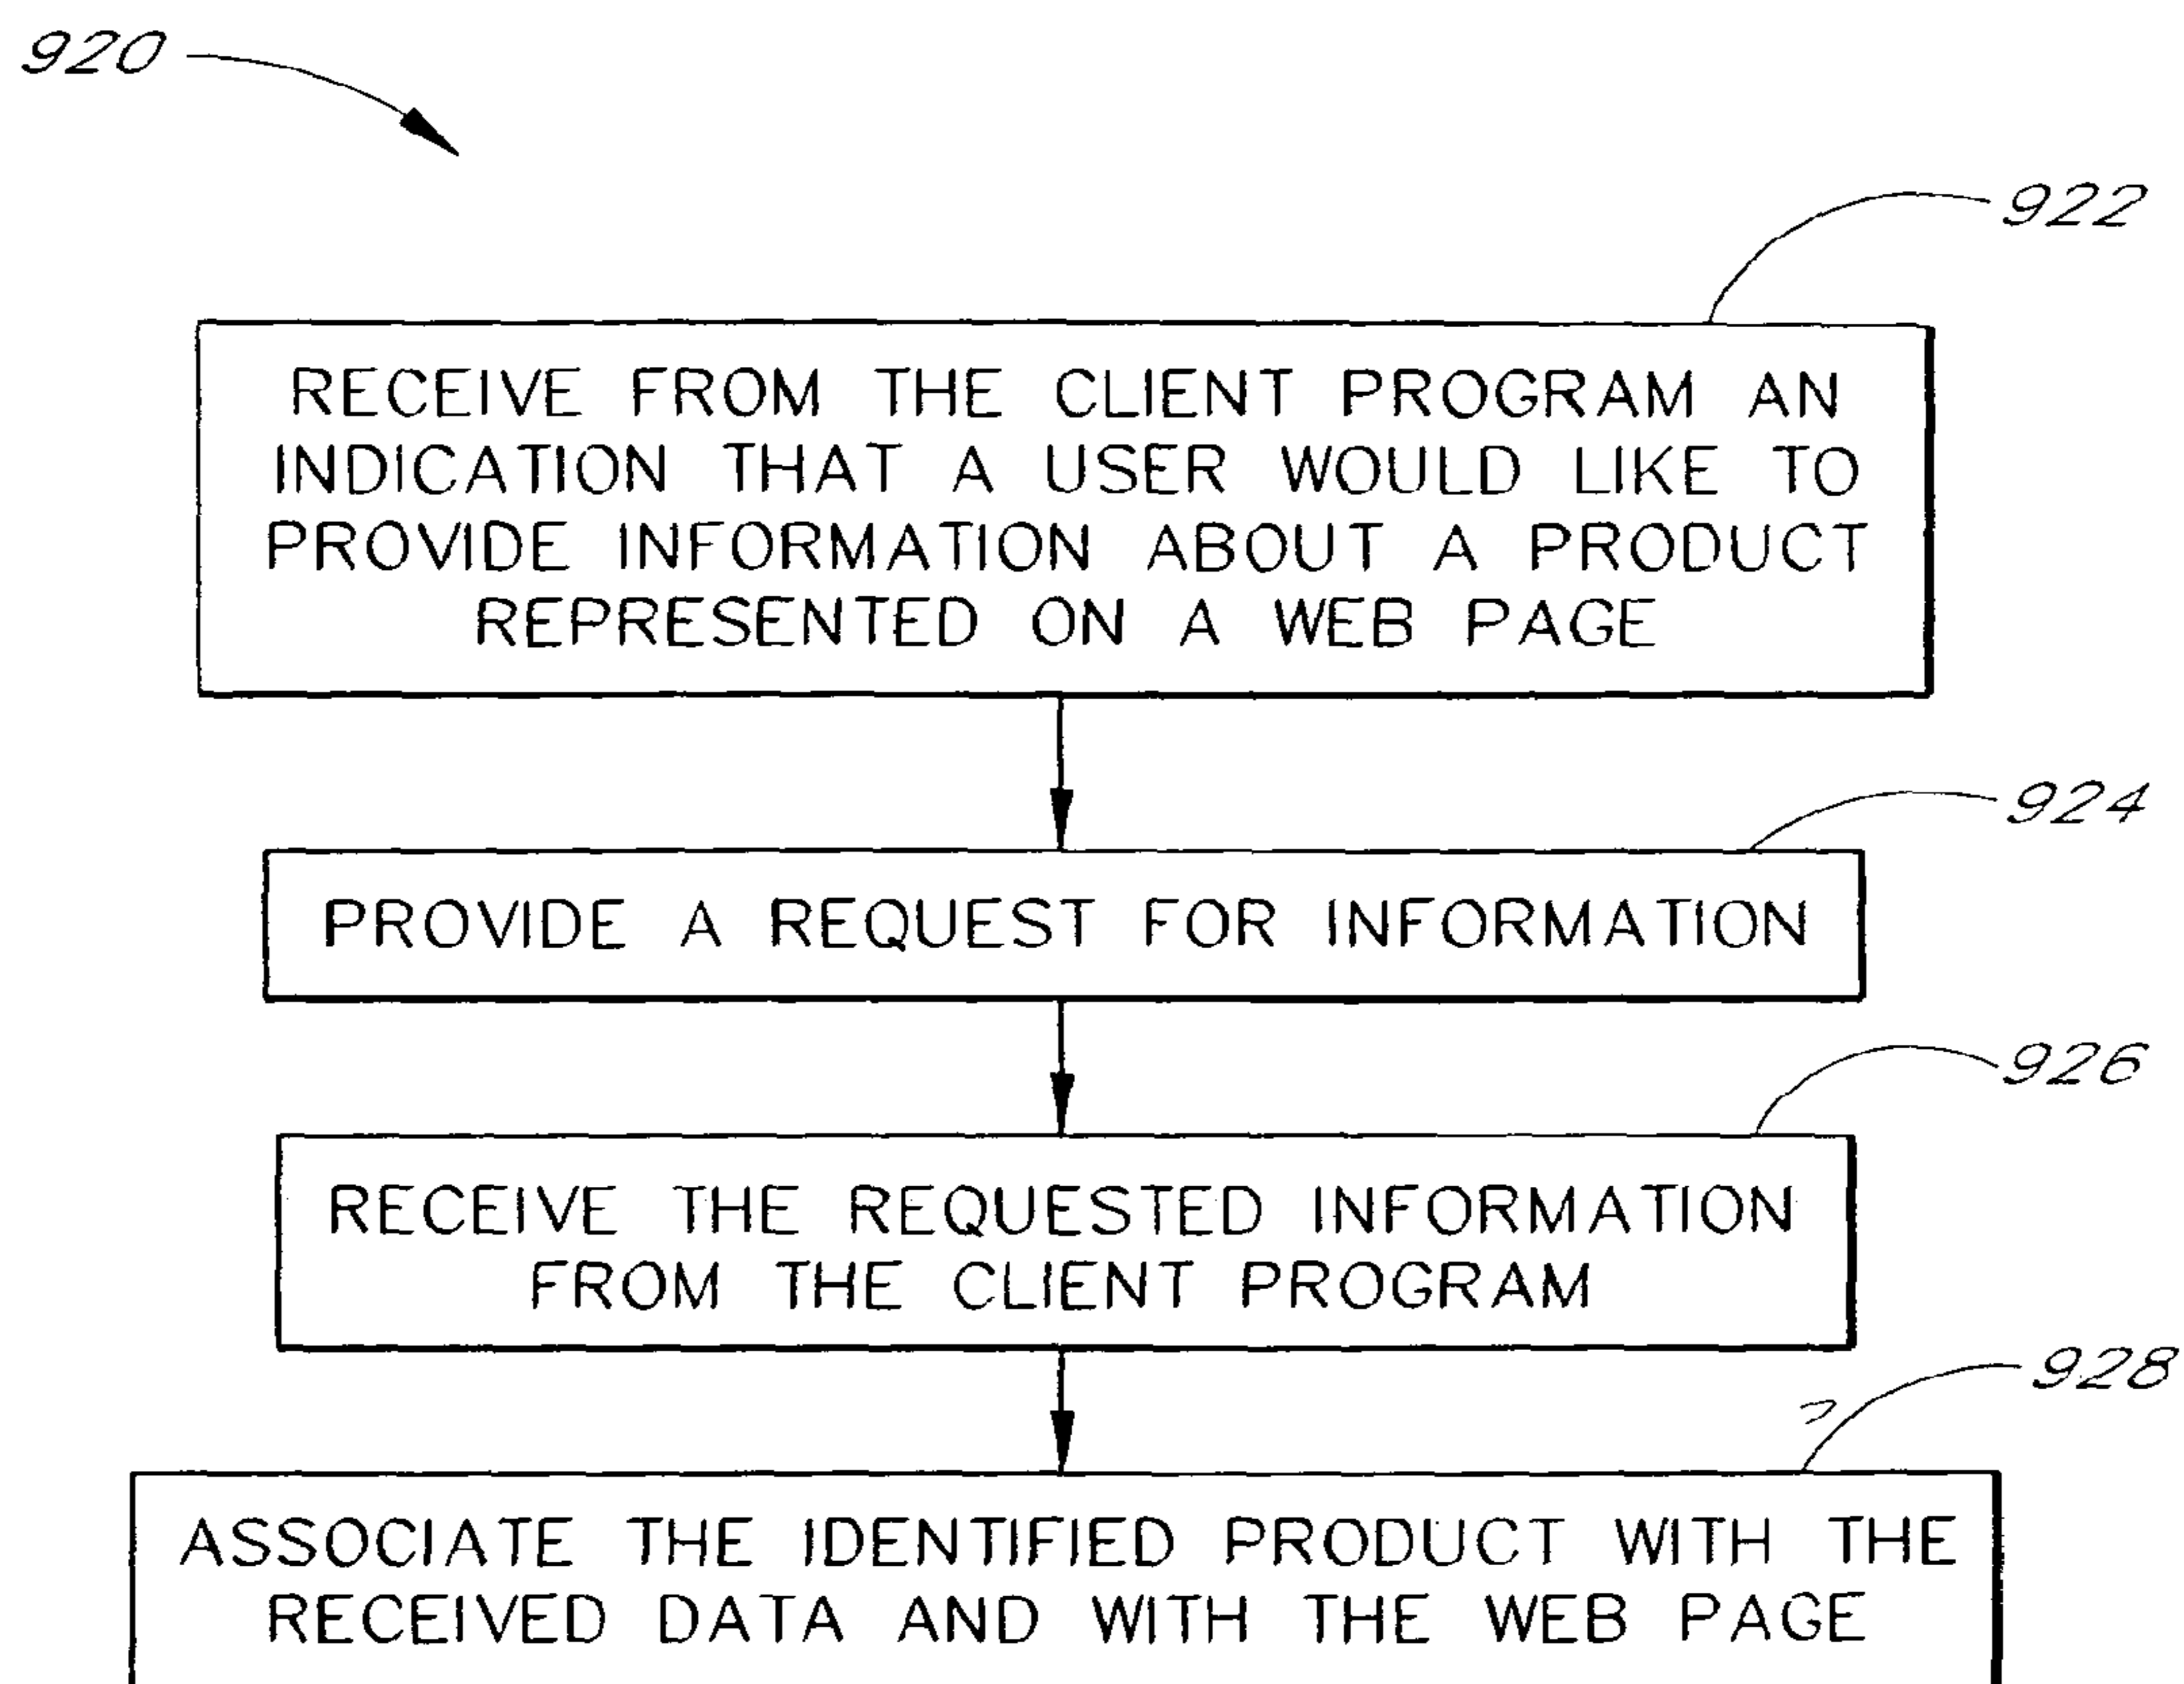 920
922
RECEIVE FROM THE CLIENT PROGRAM AN
INDICATION THAT A USER WOULD LIKE TO
PROVIDE INFORMATION ABOUT A PRODUCT
REPRESENTED ON A WEB PAGE
924
PROVIDE A REQUEST FOR INFORMATION
926
RECEIVE THE REQUESTED INFORMATION
FROM THE CLIENT PROGRAM
928
ASSOCIATE THE IDENTIFIED PRODUCT WITH THE
RECEIVED DATA AND WITH THE WEB PAGE